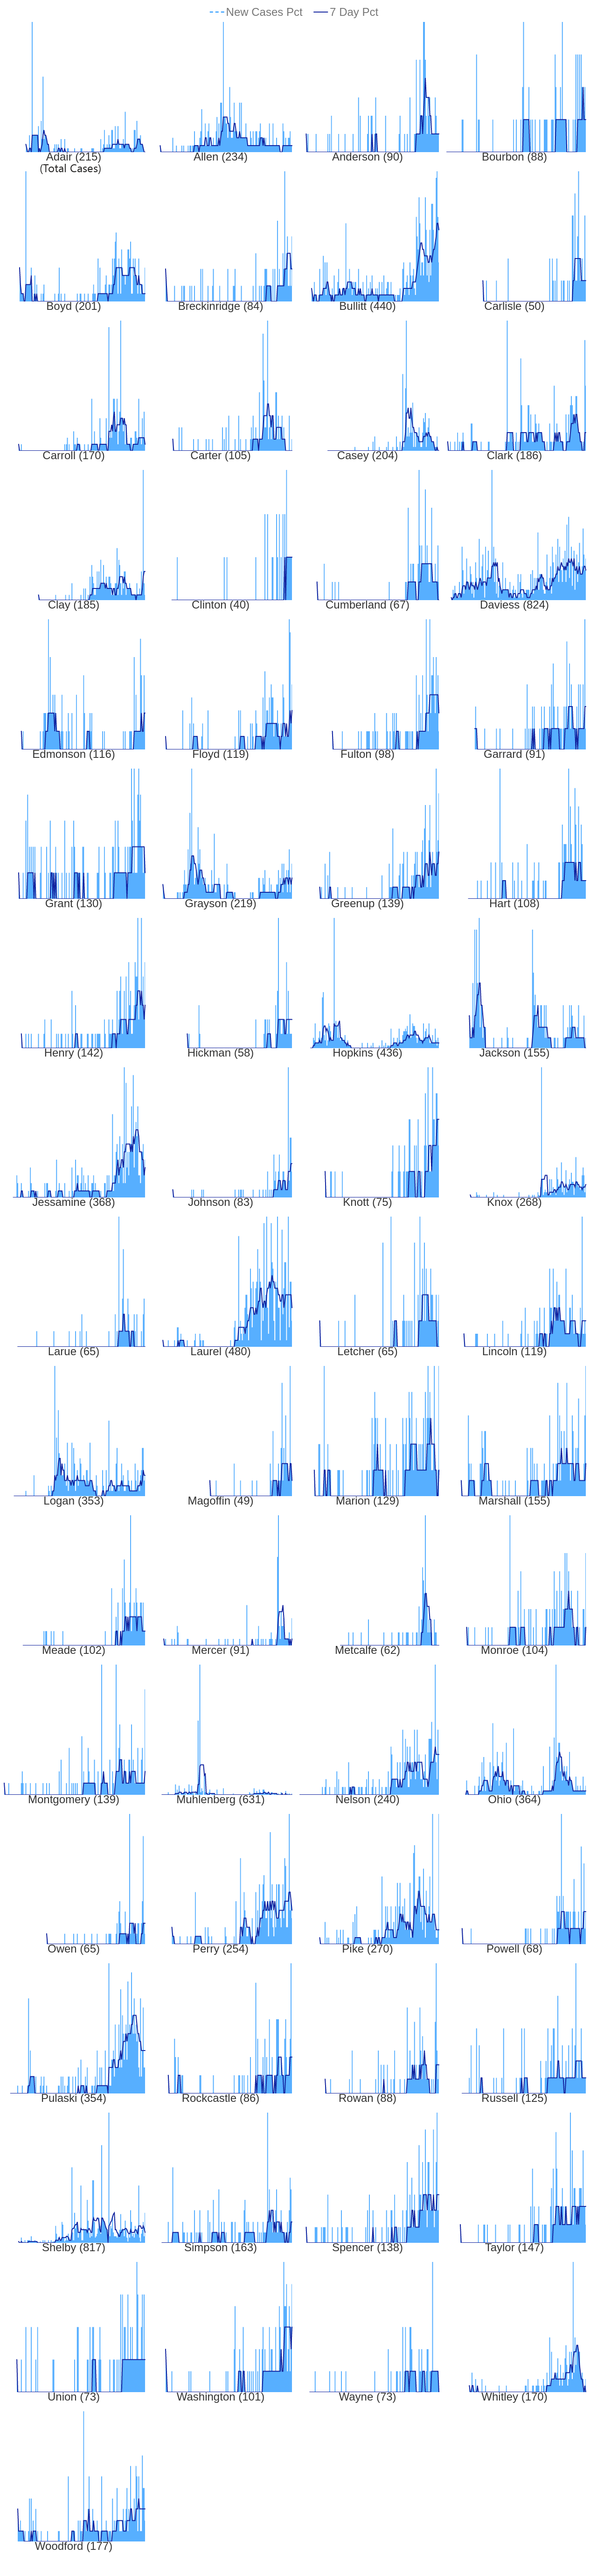 New Cases Pct 7 Day Pct
Adair (215) Allen (234) Anderson (90) Bourbon (88)
(Total Cases)
Boyd (201) Breckinridge (84) Bullitt (440) Carlisle (50)
Carroll (170) Carter (105) Casey (204) Clark (186)
Clay (185) Clinton (40) Cumberland (67) Daviess (824)
Edmonson (116) Floyd (119) Fulton (98) Garrard (91)
Grant (130) Grayson (219) Greenup (139) Hart (108)
Henry (142) Hickman (58) Hopkins (436) Jackson (155)
Jessamine (368) Johnson (83) Knott (75) Knox (268)
Larue (65) Laurel (480) Letcher (65) Lincoln (119)
Logan (353) Magoffin (49) Marion (129) Marshall (155)
Meade (102) Mercer (91) Metcalfe (62) Monroe (104)
Montgomery (139) Muhlenberg (631) Nelson (240) Ohio (364)
Owen (65) Perry (254) Pike (270) Powell (68)
Pulaski (354) Rockcastle (86) Rowan (88) Russell (125)
Shelby (817) Simpson (163) Spencer (138) Taylor (147)
Union (73) Washington (101) Wayne (73) Whitley (170)
Woodford (177)